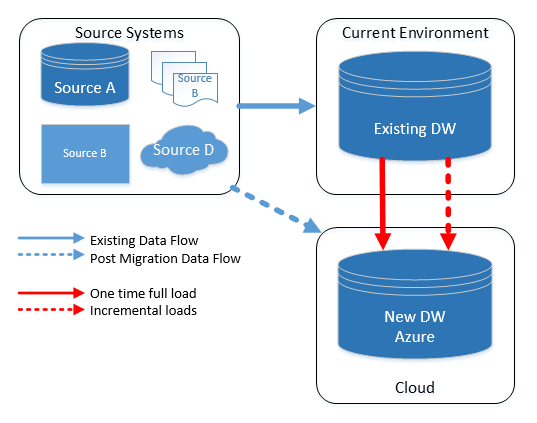 Source Systems
Source A
Source
B
Source B
Source D
Current Environment
Existing DW
Existing Data Flow
Post Migration Data Flow
One time full load
Incremental loads
New DW
Azure
Cloud